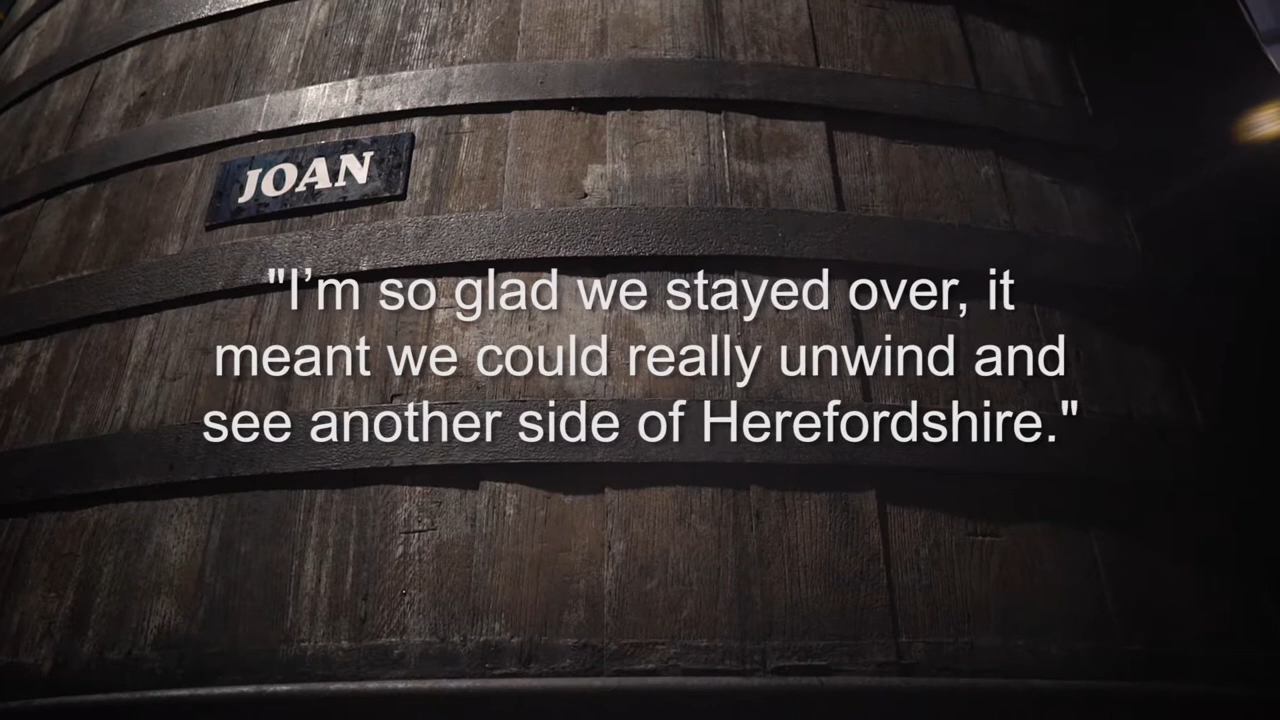 JOAN
"I’m so glad we stayed over, it
meant we could really unwind and
see another side of Herefordshire."